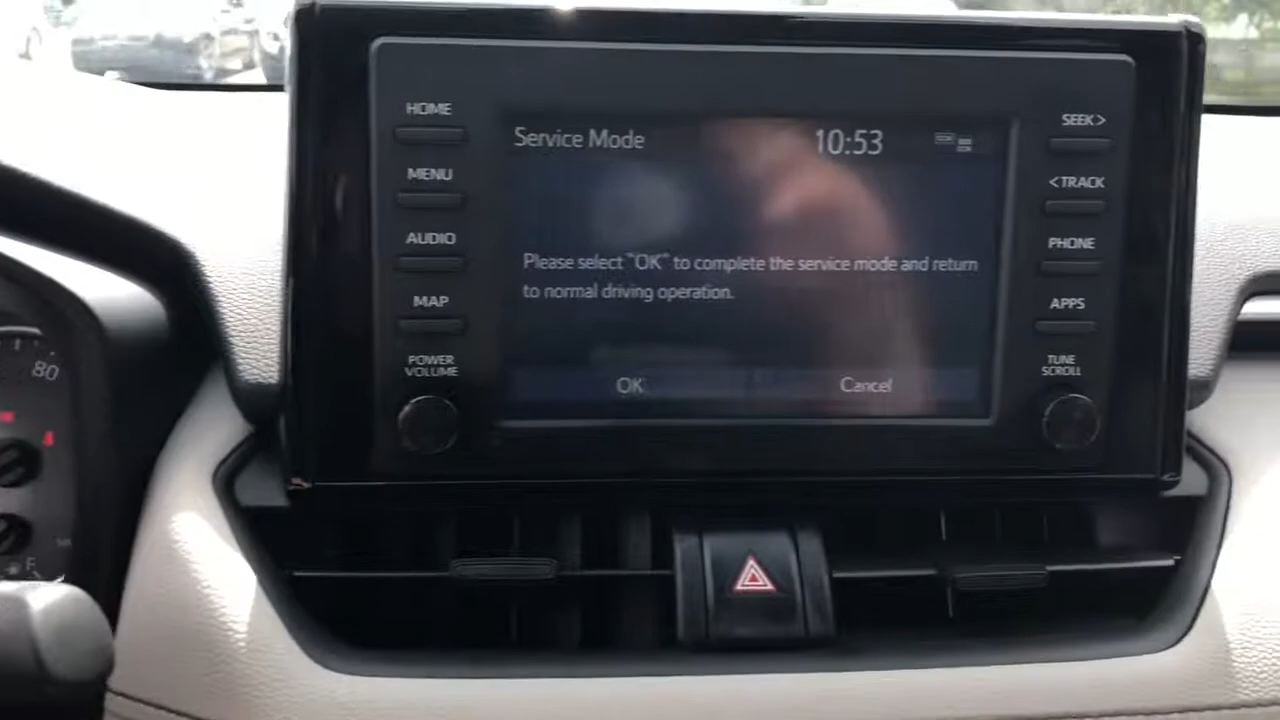 HOME
MENU
AUDIO
MAP
POWER
VOLUME
Service Mode
10:53
Please select "OK" to complete the service mode and return
to normal driving operation.
OK
Cancel
SEEK>
<TRACK
PHONE
APPS
TUNE
SCROLL
80
F